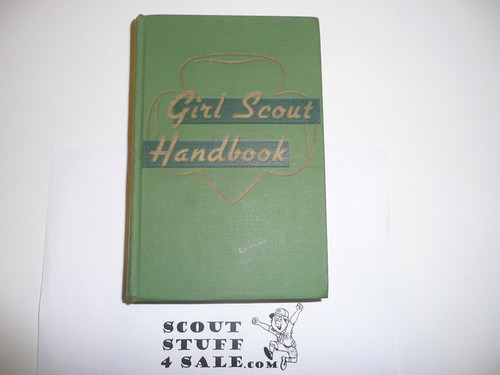 Girl Scout
Handbook
SCOUT
STUFF
4 SALE.COM